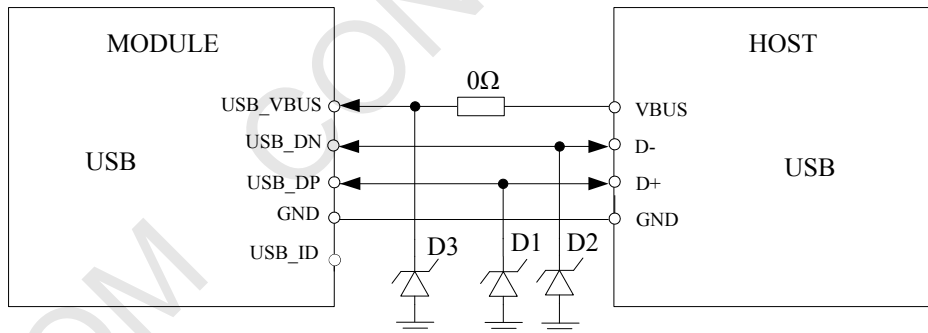 MODULE
HOST
0Ω
USB_VBUS
VBUS
USB_DN
D-
USB
USB
USB_DP
D+
GND
GND
USB_ID
D3
D1
D2